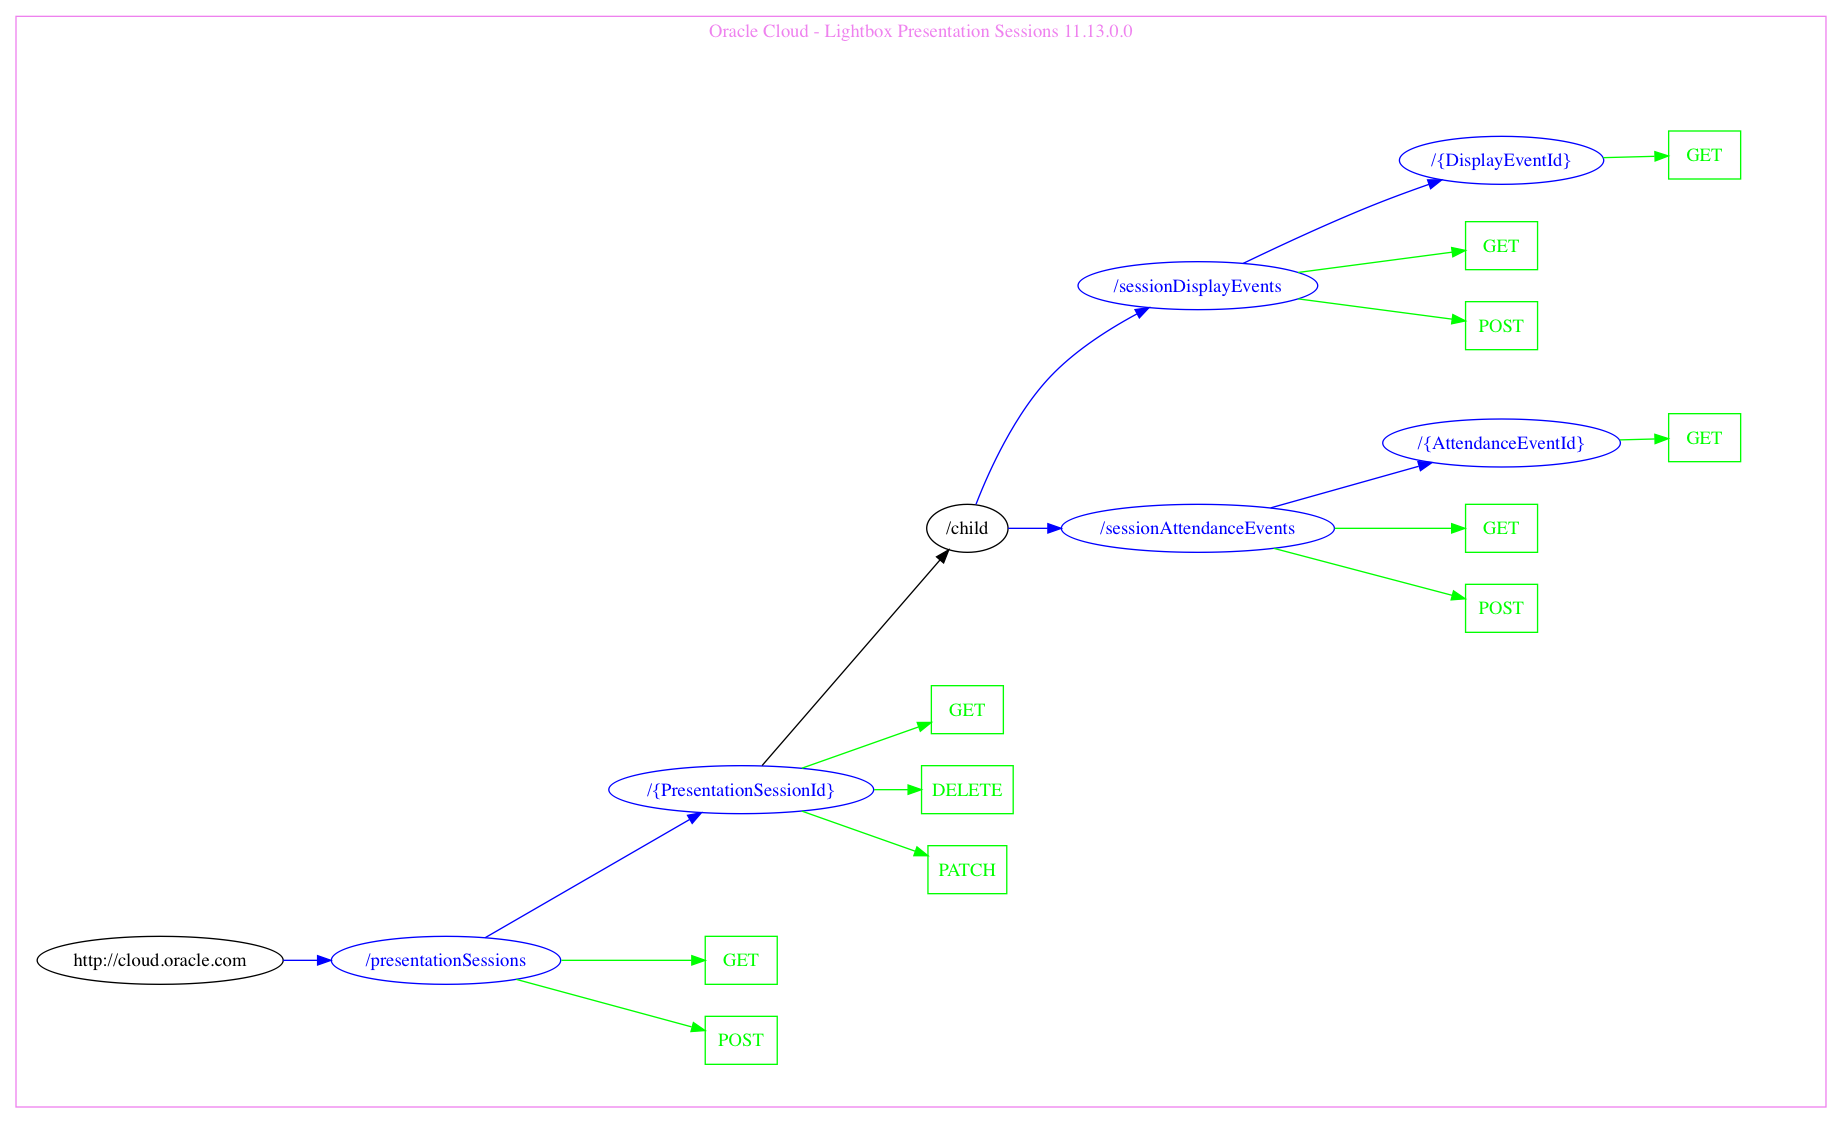 Oracle Cloud - Lightbox Presentation Sessions 11.13.0.0
/{DisplayEventId}
GET
GET
/sessionDisplayEvents
POST
/{AttendanceEventId}
GET
/child
/sessionAttendanceEvents
GET
POST
GET
/{PresentationSessionId}
DELETE
PATCH
http://cloud.oracle.com
/presentationSessions
GET
POST